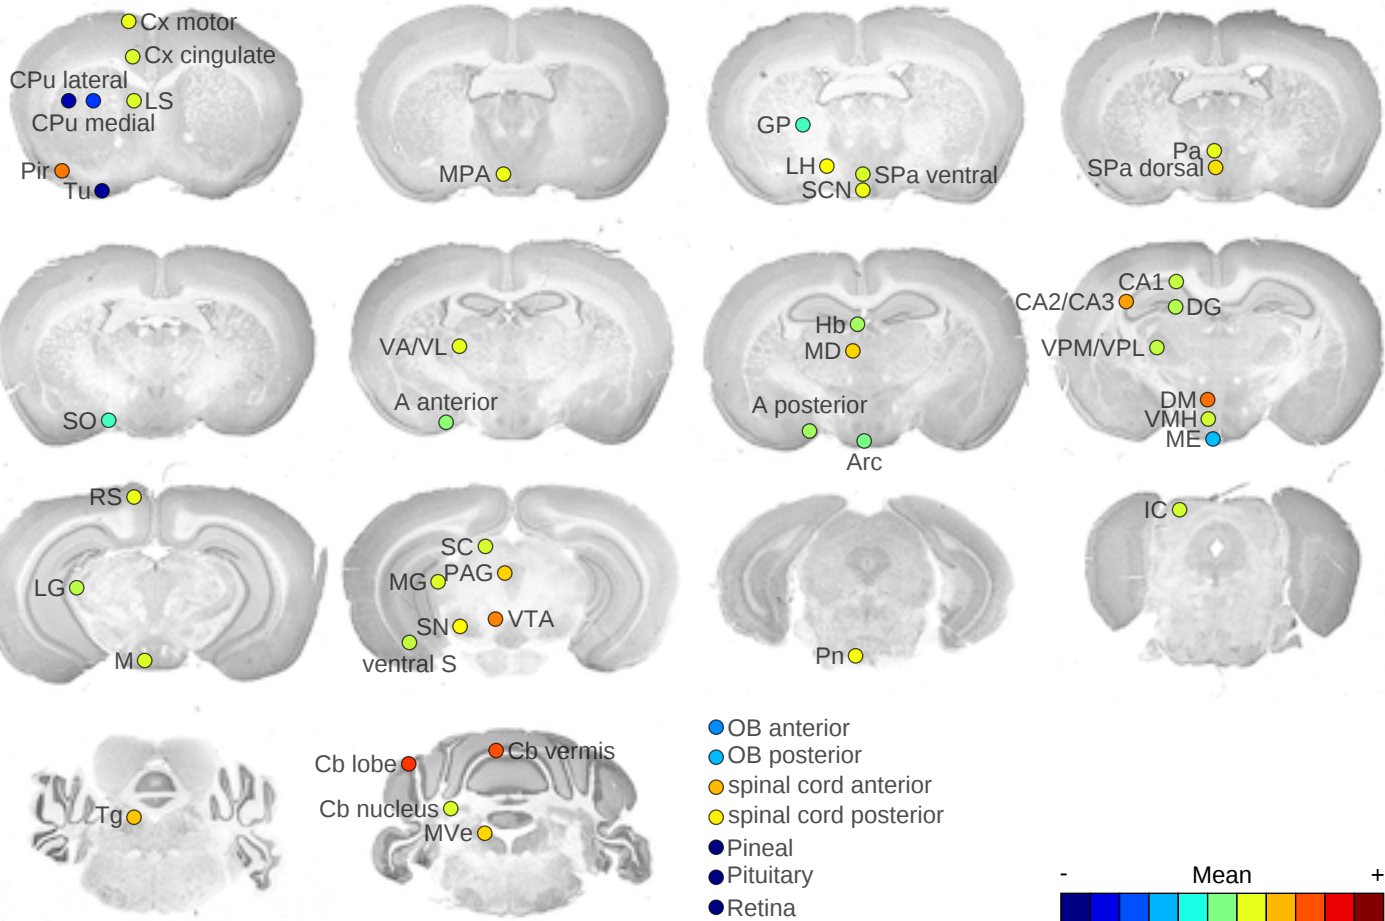 Cx motor
Cx cingulate
CPu lateral
LS
CPu medial
Pir
Tu
MPA
GP
LH
SPa ventral
SCN
Pa
SPa dorsal
SO
VA/VL
A anterior
Hb
MD
A posterior
Arc
CA1
CA2/CA3
DG
VPM/VPL
DM
VMH
ME
RS
LG
M
SC
MG
PAG
SN
VTA
ventral S
Pn
IC
Tg
Cb lobe
Cb vermis
Cb nucleus
MVe
OB anterior
OB posterior
spinal cord anterior
spinal cord posterior
Pineal
Pituitary
Retina
- Mean +